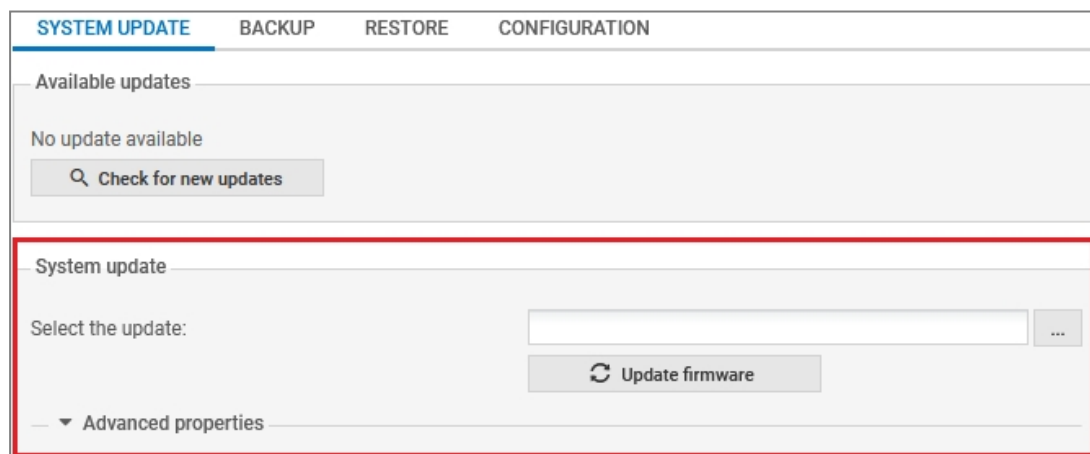 SYSTEM UPDATE BACKUP RESTORE CONFIGURATION
Available updates
No update available
Check for new updates
System update
Select the update: ...
Update firmware
Advanced properties